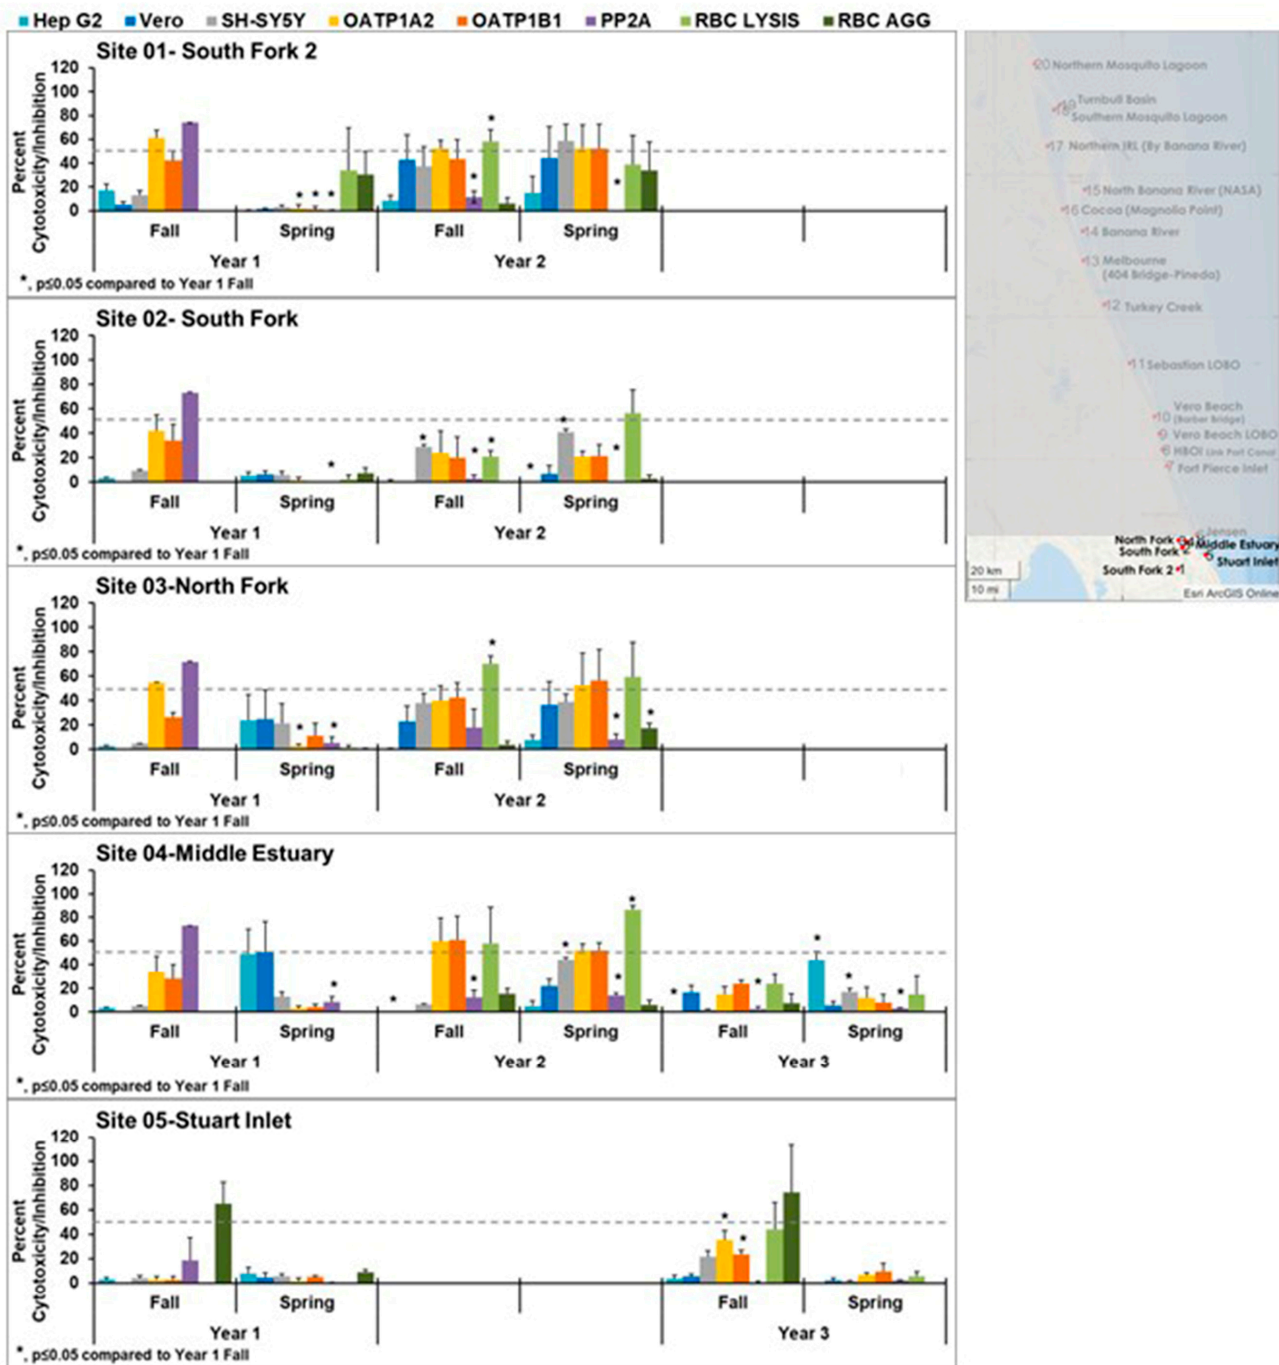 Hep G2 Vero SH-SY5Y OATP1A2 OATP1B1 PP2A RBC LYSIS RBC AGG
Site 01- South Fork 2
Percent
Cytotoxicity/Inhibition
120
100
80
60
40
20
0
* * * * * *
Fall Spring Fall Spring
Year 1 Year 2
*, p≤0.05 compared to Year 1 Fall
Site 02- South Fork
Percent
Cytotoxicity/Inhibition
120
100
80
60
40
20
0
* * * * * * *
Fall Spring Fall Spring
Year 1 Year 2
*, p≤0.05 compared to Year 1 Fall
Site 03-North Fork
Percent
Cytotoxicity/Inhibition
120
100
80
60
40
20
0
* * * * *
Fall Spring Fall Spring
Year 1 Year 2
*, p≤0.05 compared to Year 1 Fall
Site 04-Middle Estuary
Percent
Cytotoxicity/Inhibition
120
100
80
60
40
20
0
* * * * * * * * * * *
Fall Spring Fall Spring Fall Spring
Year 1 Year 2 Year 3
*, p≤0.05 compared to Year 1 Fall
Site 05-Stuart Inlet
Percent
Cytotoxicity/Inhibition
120
100
80
60
40
20
0
* *
Fall Spring Fall Spring
Year 1 Year 3
*, p≤0.05 compared to Year 1 Fall
20 Northern Mosquito Lagoon
19 Turnbull Basin
18 Southern Mosquito Lagoon
17 Northern IRL (By Banana River)
15 North Banana River (NASA)
16 Cocoa (Magnolia Point)
14 Banana River
13 Melbourne
(404 Bridge-Pineda)
12 Turkey Creek
11 Sebastian LOBO
10 Vero Beach
(Barber Bridge)
9 Vero Beach LOBO
8 HBOI Link Port Canal
7 Fort Pierce Inlet
Jensen
North Fork
Middle Estuary
South Fork 2
5 Stuart Inlet
South Fork 2 1
20 km
10 mi
Esri ArcGIS Online